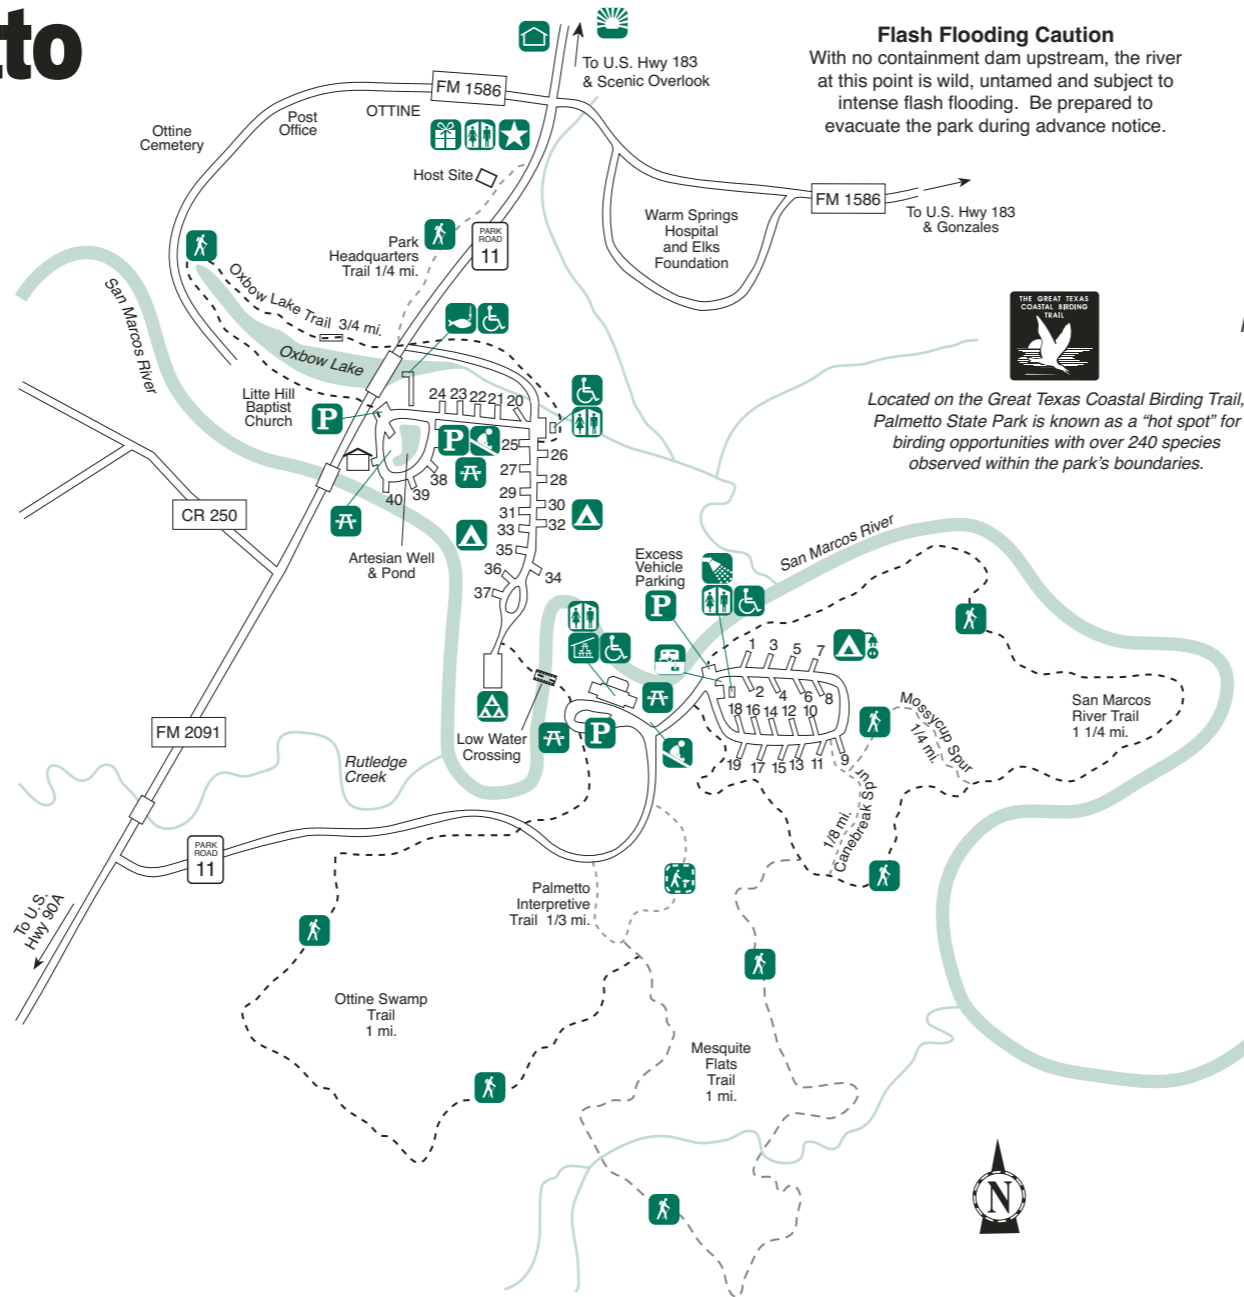 tto
Flash Flooding Caution
With no containment dam upstream, the river
at this point is wild, untamed and subject to
intense flash flooding. Be prepared to
evacuate the park during advance notice.
To U.S. Hwy 183
& Scenic Overlook
FM 1586
OTTINE
Post
Office
Ottine
Cemetery
Host Site
Park
Headquarters
Trail 1/4 mi.
PARK
ROAD
11
Warm Springs
Hospital
and Elks
Foundation
FM 1586
To U.S. Hwy 183
& Gonzales
San Marcos River
Oxbow Lake Trail 3/4 mi.
Oxbow Lake
THE GREAT TEXAS
COASTAL BIRDING
TRAIL
Located on the Great Texas Coastal Birding Trail,
Palmetto State Park is known as a “hot spot” for
birding opportunities with over 240 species
observed within the park's boundaries.
Litte Hill
Baptist
Church
P
24 23 22 21 20
P
25
26
27
28
29
30
31
32
33
35
34
36
37
38
39
40
CR 250
Artesian Well
& Pond
Excess
Vehicle
Parking
P
San Marcos River
1 3 5 7
2 4 6 8
18 16 14 12 10
19 17 15 13 11 9
Mossycup Spur
1/4 mi.
San Marcos
River Trail
1 1/4 mi.
FM 2091
Low Water
Crossing
P
Rutledge
Creek
1/8 mi.
Canebreak Spur
PARK
ROAD
11
To U.S.
Hwy 90A
Palmetto
Interpretive
Trail 1/3 mi.
Ottine Swamp
Trail
1 mi.
Mesquite
Flats
Trail
1 mi.
N